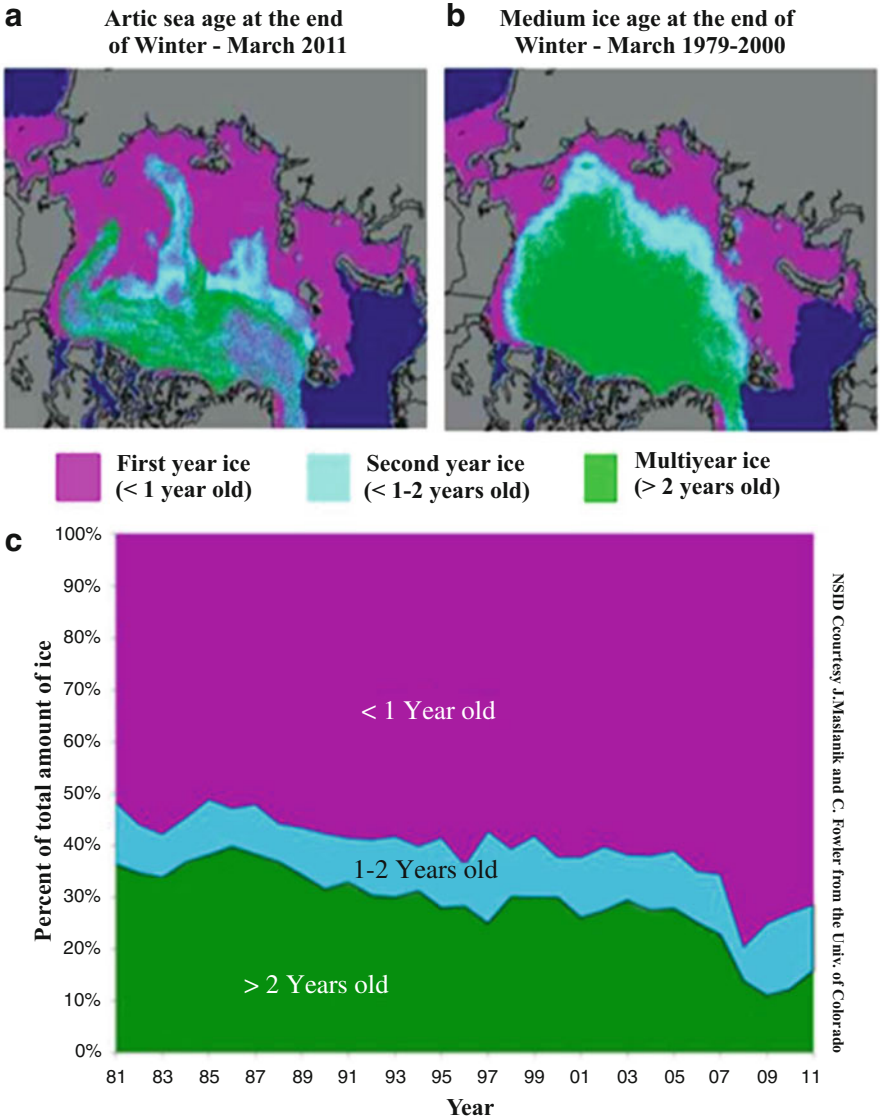 a
Artic sea age at the end
of Winter - March 2011
b
Medium ice age at the end of
Winter - March 1979-2000
First year ice
(< 1 year old)
Second year ice
(< 1-2 years old)
Multiyear ice
(> 2 years old)
c
Percent of total amount of ice
100%
90%
80%
70%
60%
50%
40%
30%
20%
10%
0%
< 1 Year old
1-2 Years old
> 2 Years old
81 83 85 87 89 91 93 95 97 99 01 03 05 07 09 11
Year
NSID Ccourtesy J.Maslanik and C. Fowler from the Univ. of Colorado